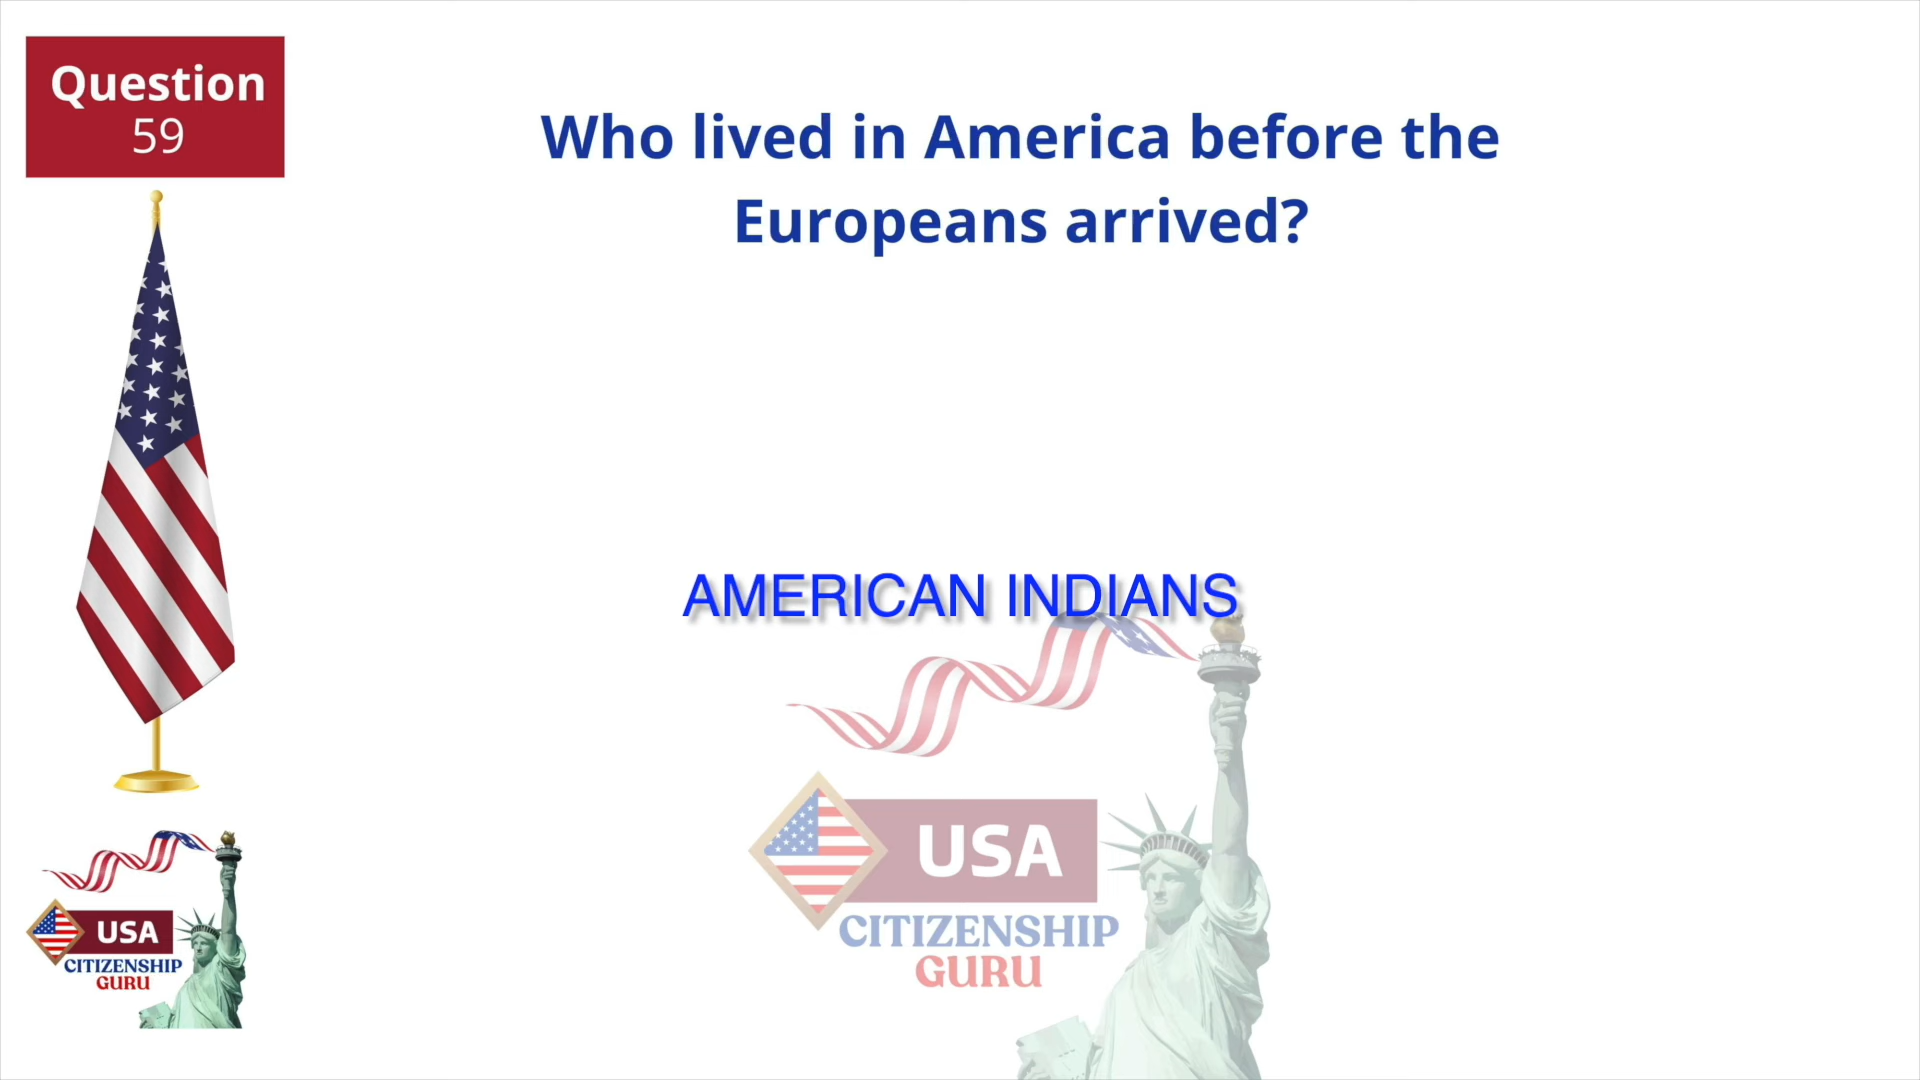 Question
59
Who lived in America before the
Europeans arrived?
AMERICAN INDIANS
USA
CITIZENSHIP
GURU
USA
CITIZENSHIP
GURU